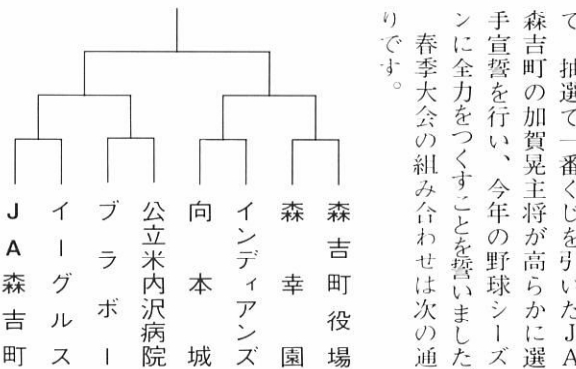 て、抽選で一番くじを引いたJA
森吉町の加賀晃主将が高らかに選
手宣誓を行い、今年の野球シーズ
ンに全力をつくすことを誓いました
春季大会の組み合わせは次の通
りです。
森吉町役場
森幸園
インディアンズ
向本城
公立米内沢病院
ブラボー
イーグルス
JA森吉町